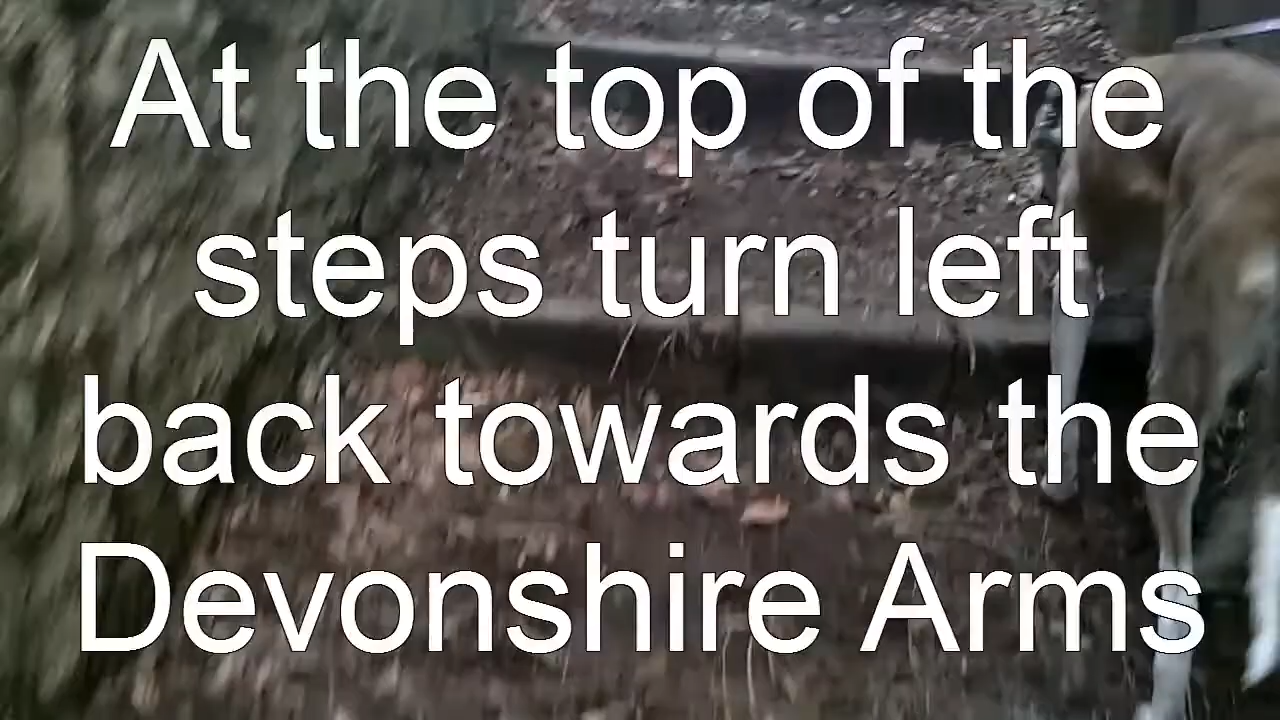 At the top of the
steps turn left
back towards the
Devonshire Arms